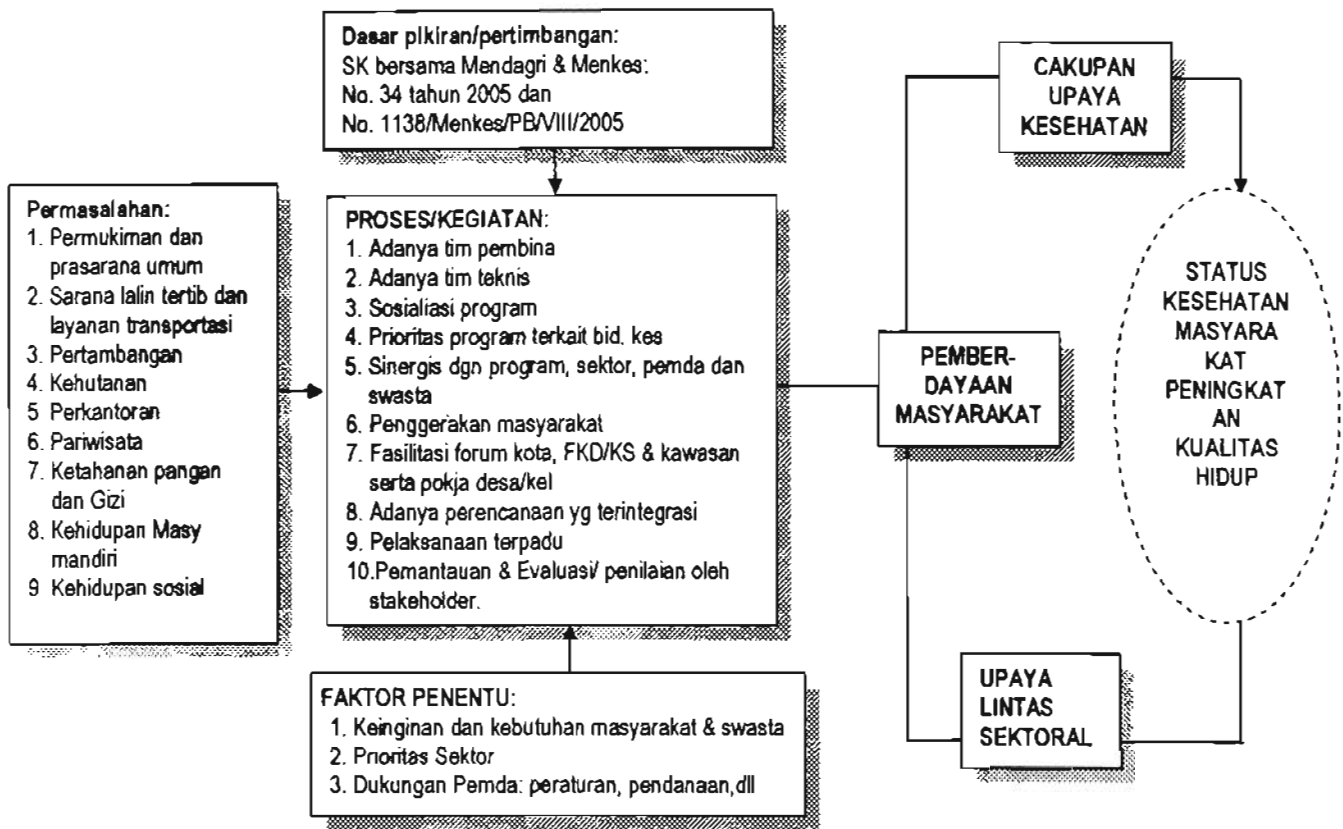 Dasar pikiran/pertimbangan:
SK bersama Mendagri & Menkes:
No. 34 tahun 2005 dan
No. 1138/Menkes/PB/VIII/2005
Permasalahan:
1. Permukiman dan
prasarana umum
2. Sarana lalin tertib dan
layanan transportasi
3. Pertambangan
4. Kehutanan
5 Perkantoran
6. Pariwisata
7. Ketahanan pangan
dan Gizi
8. Kehidupan Masy
mandiri
9 Kehidupan sosial
PROSES/KEGIATAN:
1. Adanya tim pembina
2. Adanya tim teknis
3. Sosialiasi program
4. Prioritas program terkait bid. kes
5. Sinergis dgn program, sektor, pemda dan
swasta
6. Penggerakan masyarakat
7. Fasilitasi forum kota, FKD/KS & kawasan
serta pokja desa/kel
8. Adanya perencanaan yg terintegrasi
9. Pelaksanaan terpadu
10.Pemantauan & Evaluasi/ penilaian oleh
stakeholder.
FAKTOR PENENTU:
1. Keinginan dan kebutuhan masyarakat & swasta
2. Prioritas Sektor
3. Dukungan Pemda: peraturan, pendanaan,dll
PEMBER-
DAYAAN
MASYARAKAT
CAKUPAN
UPAYA
KESEHATAN
UPAYA
LINTAS
SEKTORAL
STATUS
KESEHATAN
MASYARA
KAT
PENINGKAT
AN
KUALITAS
HIDUP